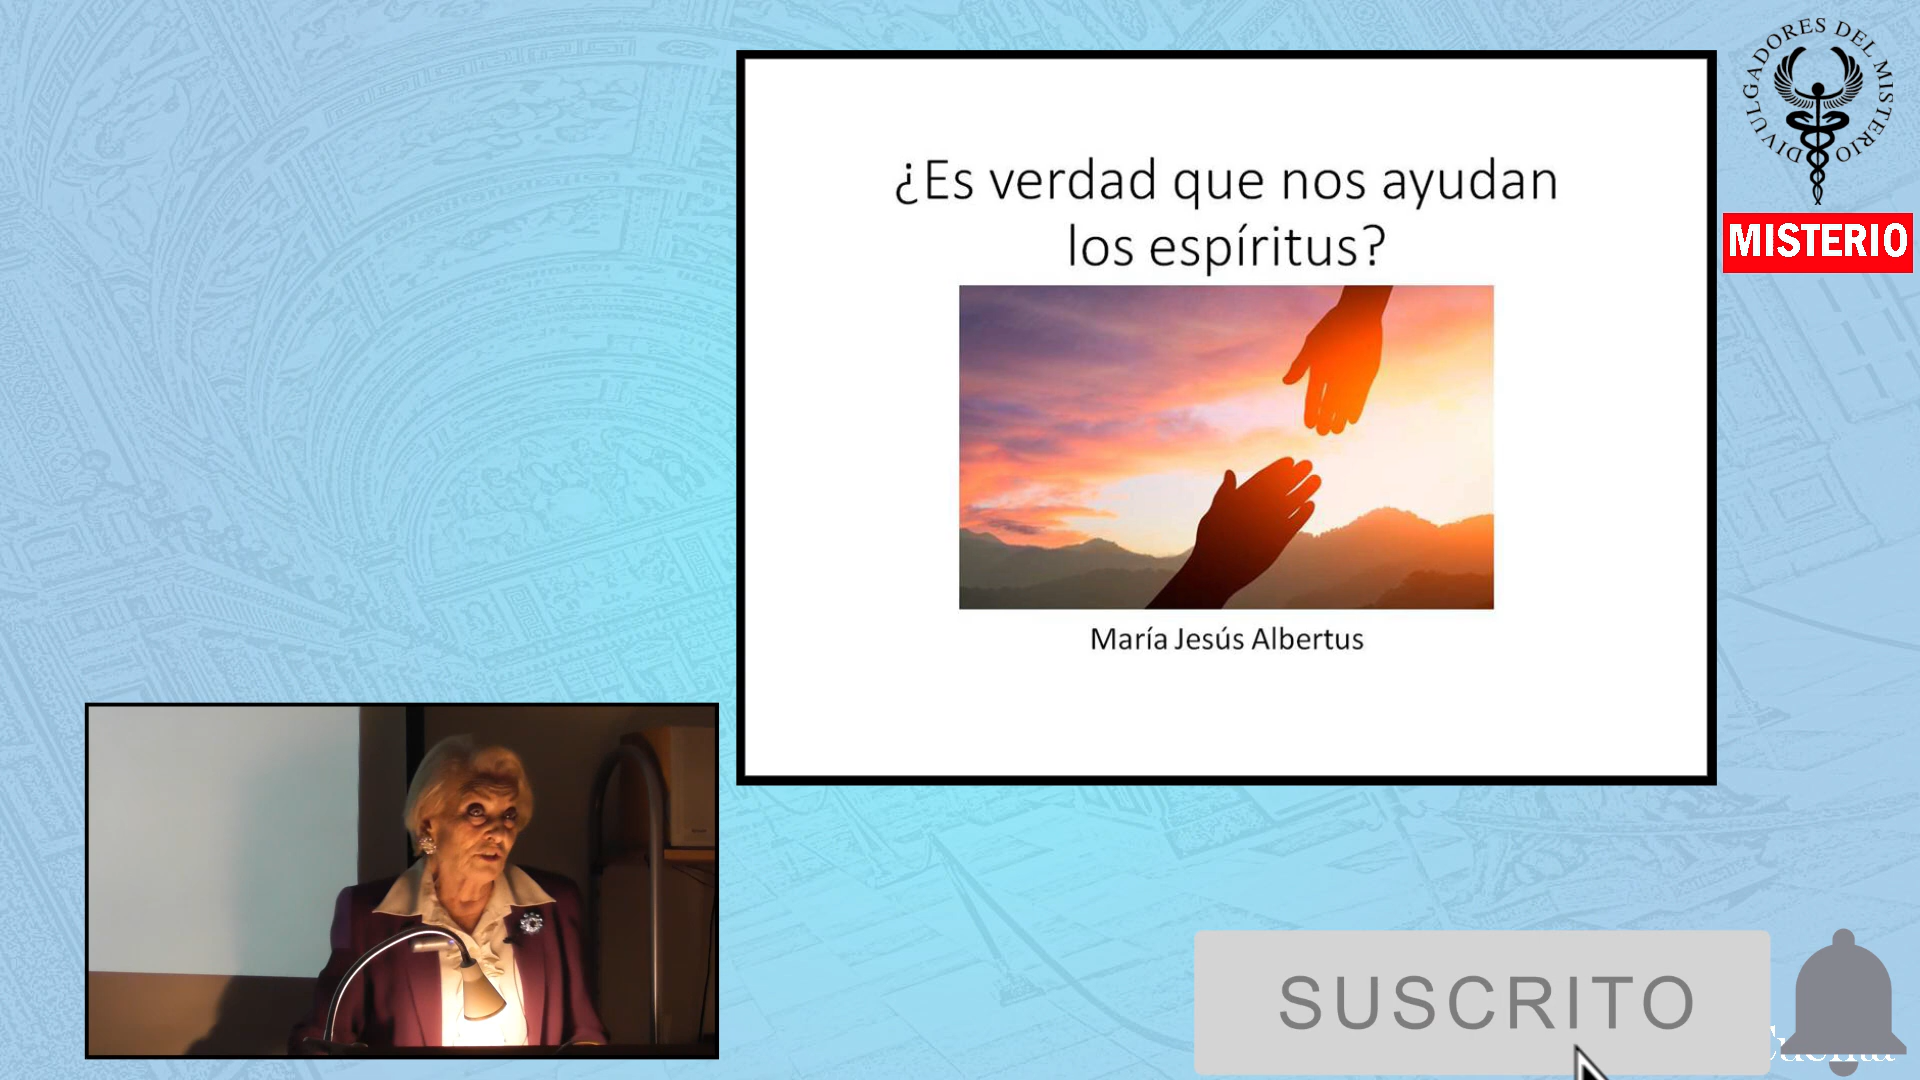 ¿Es verdad que nos ayudan
los espíritus?
María Jesús Albertus
DIVULGADORES DEL MISTERIO
MISTERIO
SUSCRITO